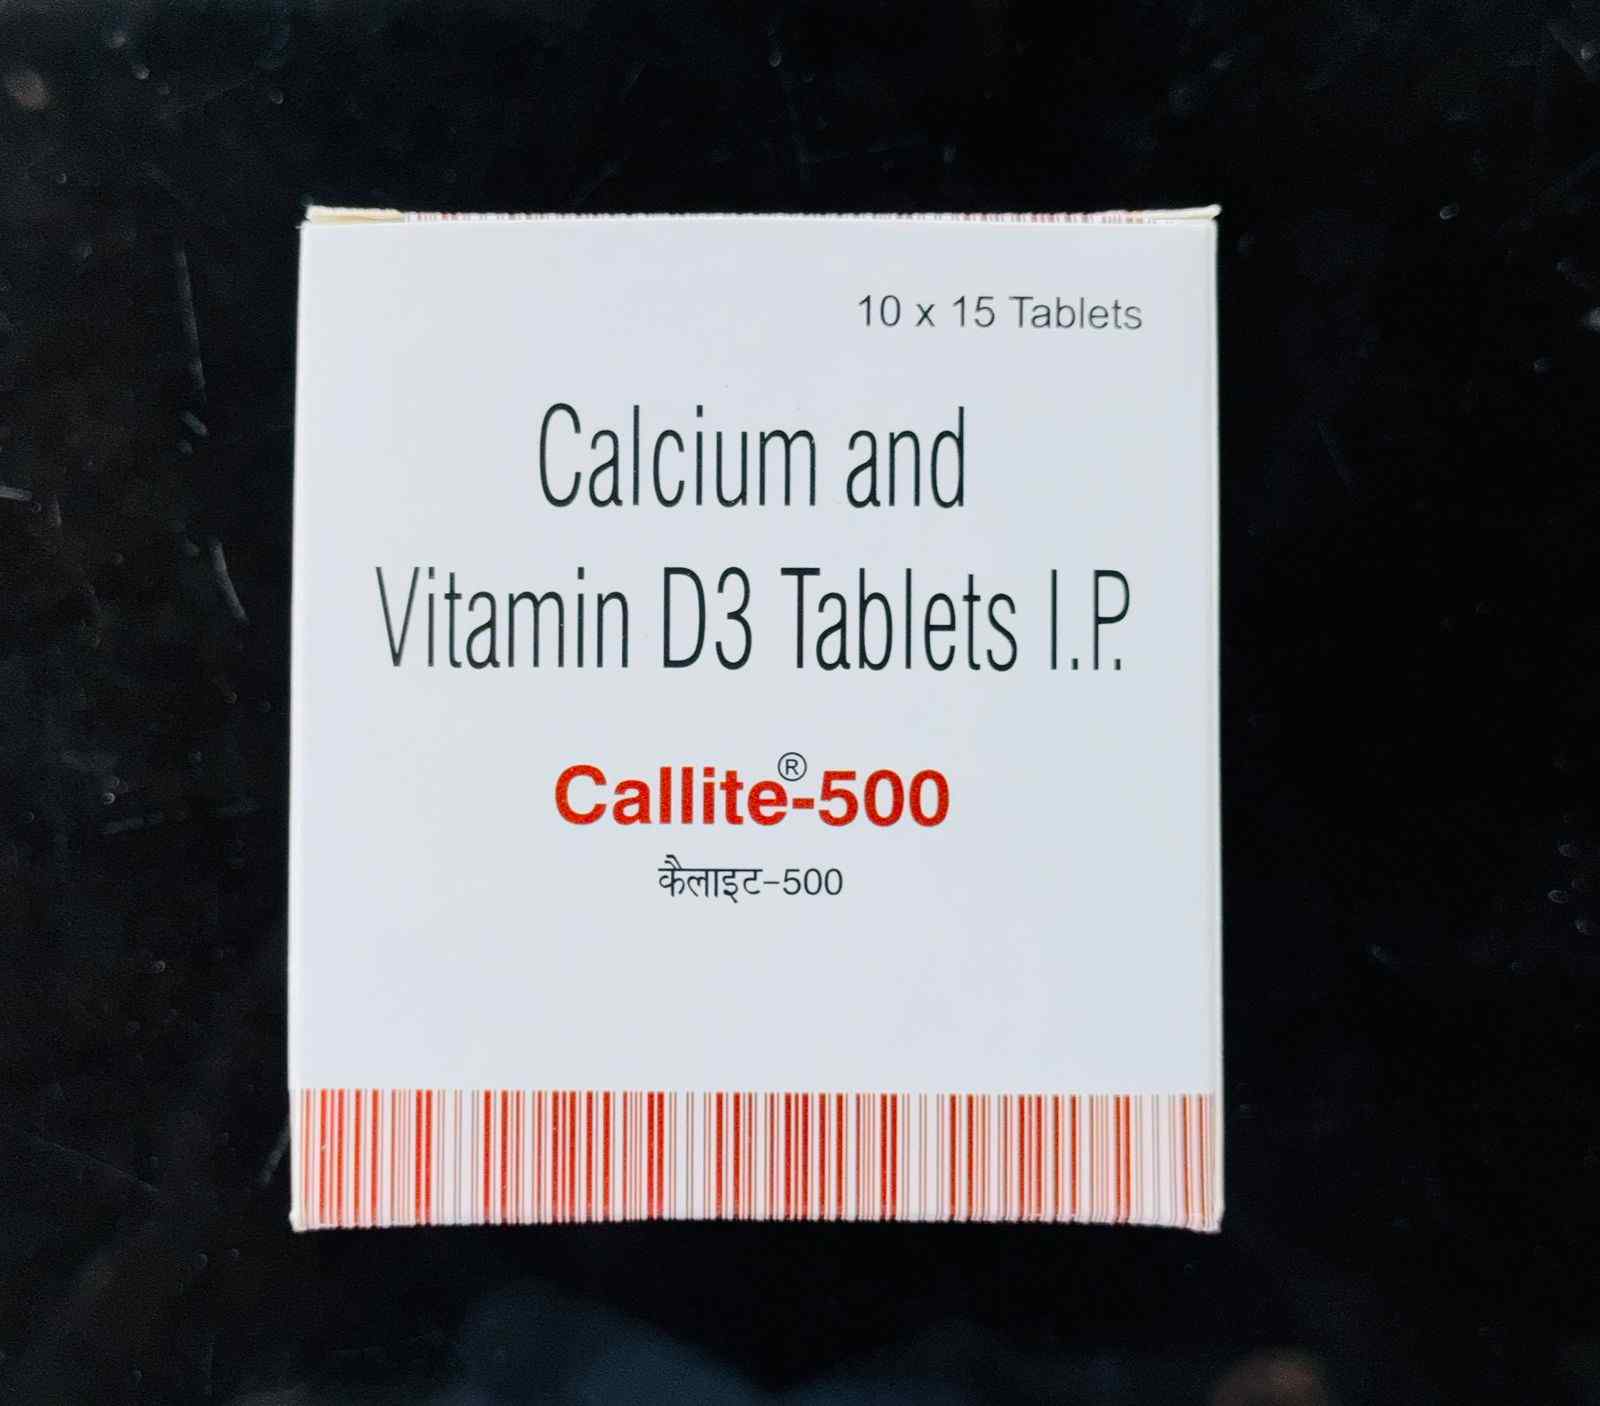 10 x 15 Tablets
Calcium and
Vitamin D3 Tablets I.P.
Callite®-500
कैलाइट-500